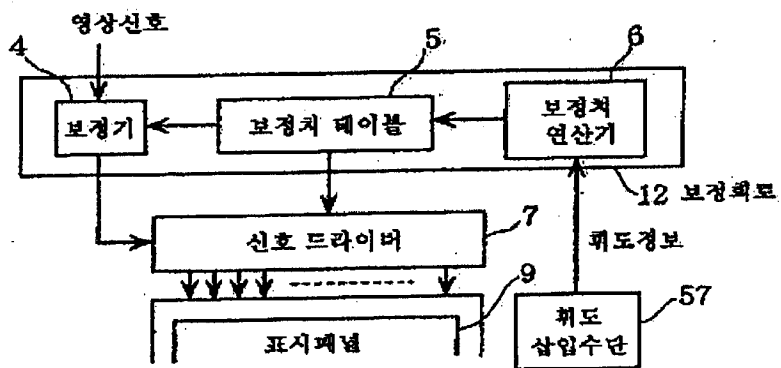 영상신호
4
5
6
보정기
보정치 테이블
보정치
연산기
12 보정회로
신호 드라이버
7
휘도정보
9
표시패널
휘도
삽입수단
57